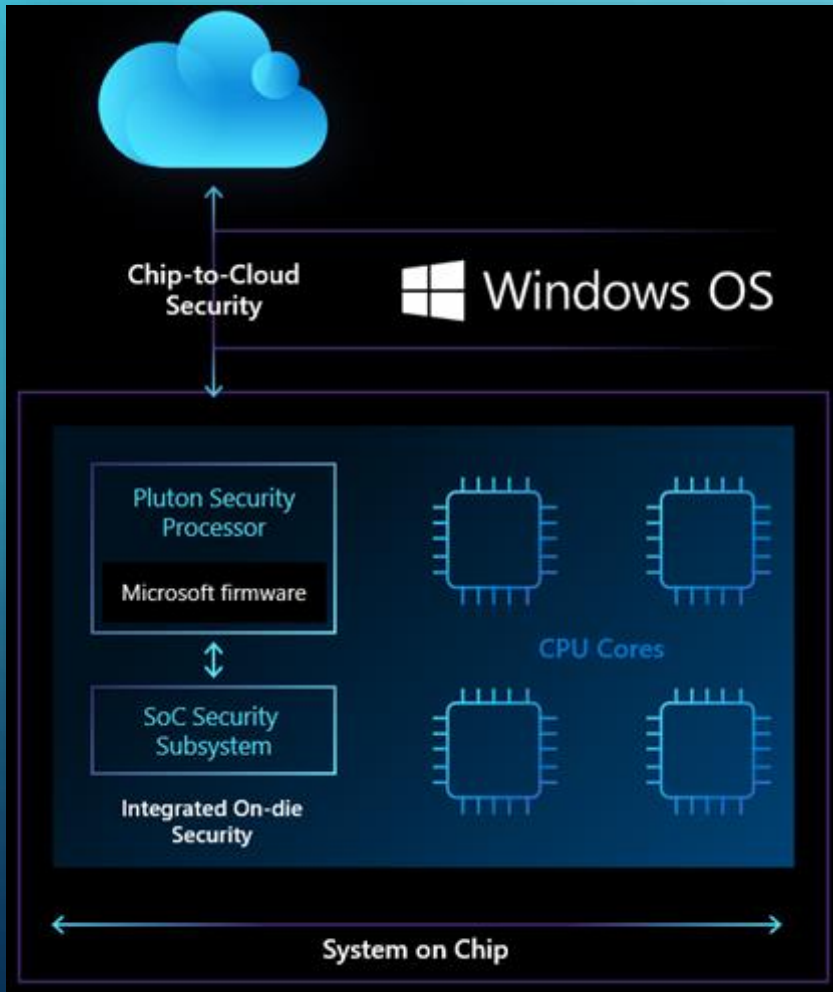 Chip-to-Cloud
Security
Windows OS
Pluton Security
Processor
Microsoft firmware
CPU Cores
SoC Security
Subsystem
Integrated On-die
Security
System on Chip